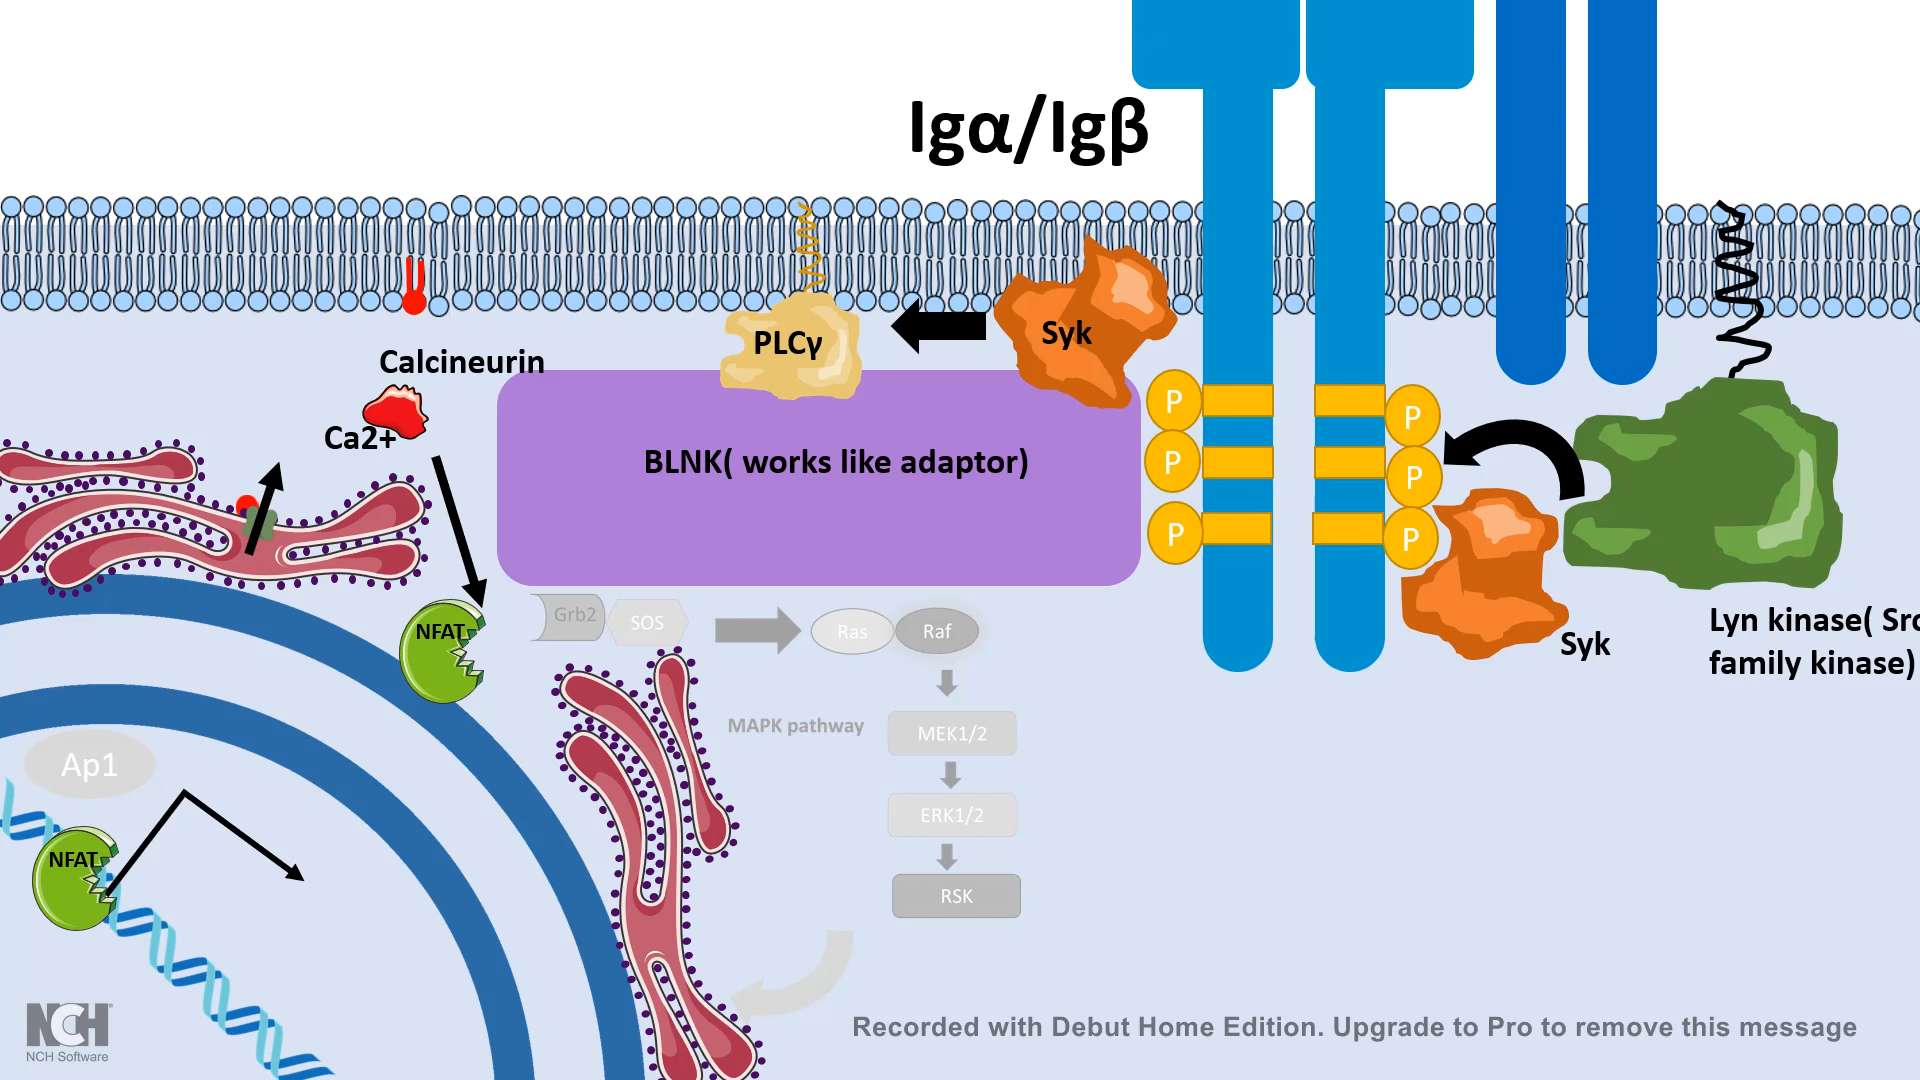 Igα/Igβ
PLCγ
Syk
Calcineurin
Ca2+
BLNK( works like adaptor)
P
P
P
P
P
P
NFAT
Grb2
SOS
Ras
Raf
Syk
Lyn kinase( Src
family kinase)
MAPK pathway
MEK1/2
ERK1/2
RSK
Ap1
NFAT
NCH
NCH Software
Recorded with Debut Home Edition. Upgrade to Pro to remove this message